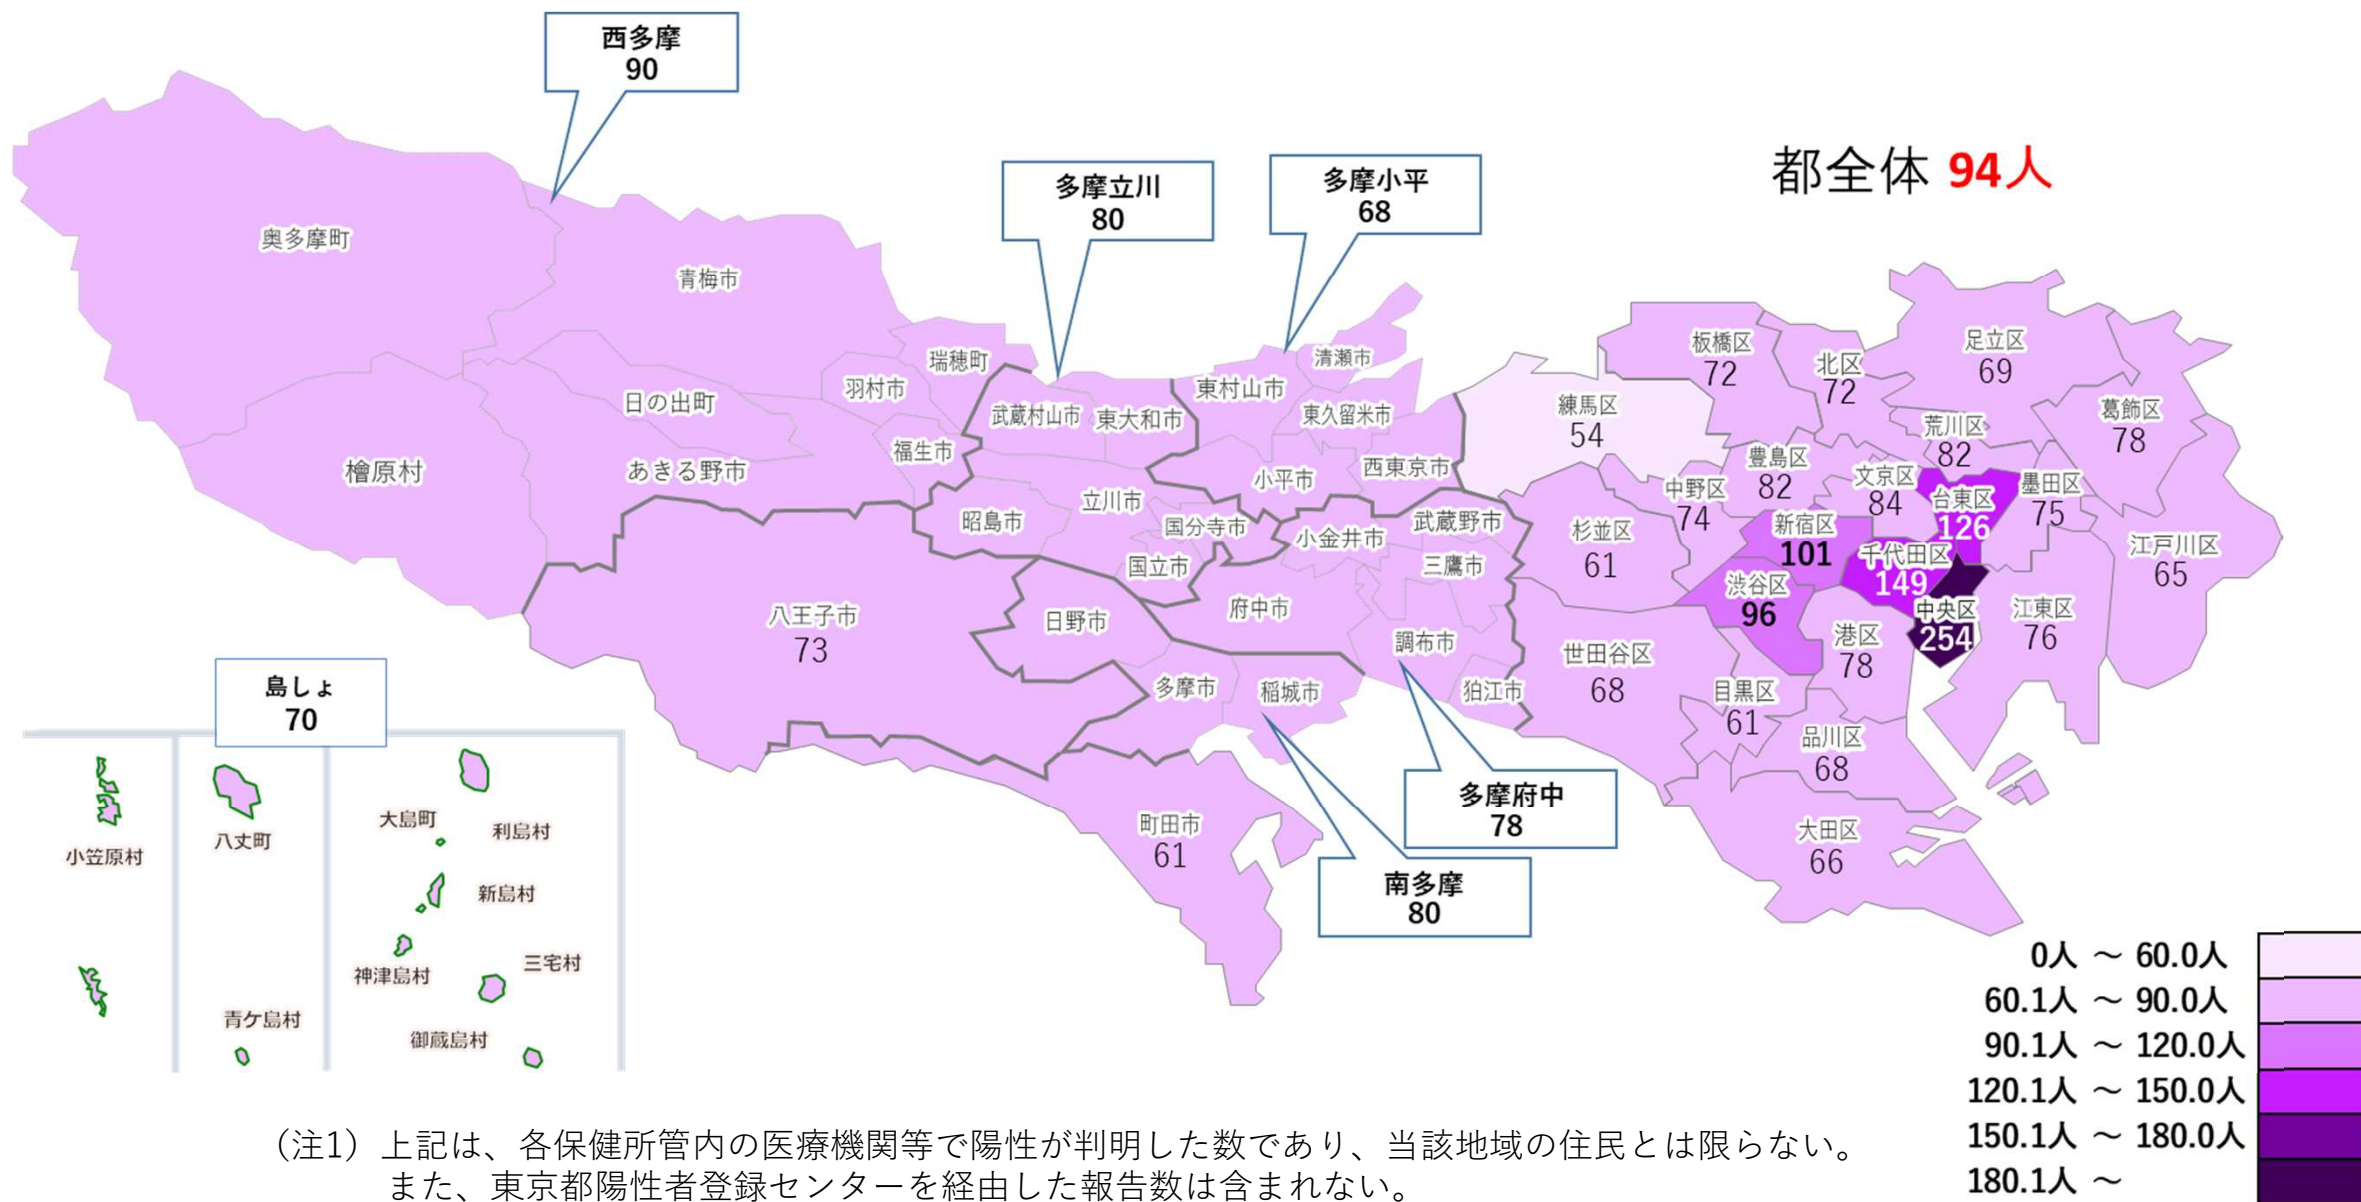 西多摩
90
多摩立川
80
多摩小平
68
都全体 94人
奥多摩町
青梅市
瑞穂町
羽村市
日の出町
福生市
あきる野市
檜原村
武蔵村山市
東大和市
東村山市
清瀬市
東久留米市
小平市
西東京市
昭島市
立川市
国分寺市
国立市
小金井市
武蔵野市
三鷹市
府中市
調布市
狛江市
八王子市
73
日野市
多摩市
稲城市
町田市
61
多摩府中
78
南多摩
80
板橋区
72
北区
72
足立区
69
葛飾区
78
練馬区
54
荒川区
82
豊島区
82
文京区
84
台東区
126
墨田区
75
中野区
74
新宿区
101
千代田区
149
江戸川区
65
杉並区
61
渋谷区
96
中央区
254
江東区
76
港区
78
世田谷区
68
目黒区
61
品川区
68
大田区
66
島しょ
70
小笠原村
八丈町
青ケ島村
大島町
利島村
新島村
神津島村
三宅村
御蔵島村
0人 ～ 60.0人
60.1人 ～ 90.0人
90.1人 ～ 120.0人
120.1人 ～ 150.0人
150.1人 ～ 180.0人
180.1人 ～
（注1）上記は、各保健所管内の医療機関等で陽性が判明した数であり、当該地域の住民とは限らない。
また、東京都陽性者登録センターを経由した報告数は含まれない。